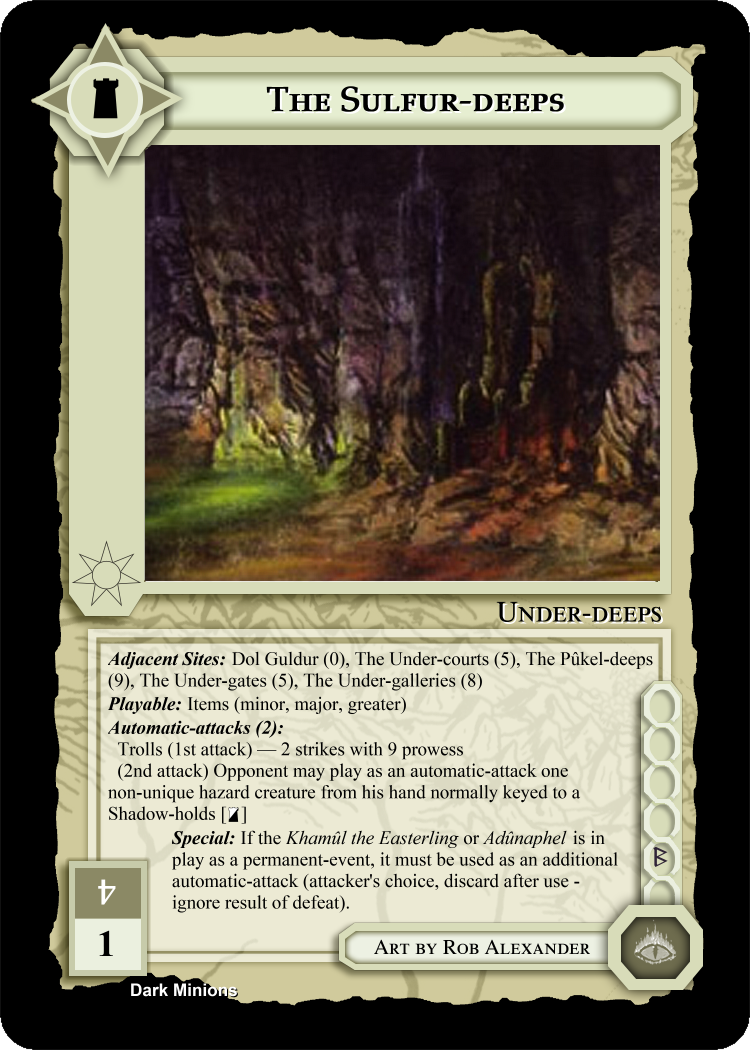 The Sulfur-deeps
Under-deeps
Adjacent Sites: Dol Guldur (0), The Under-courts (5), The Pûkel-deeps
(9), The Under-gates (5), The Under-galleries (8)
Playable: Items (minor, major, greater)
Automatic-attacks (2):
Trolls (1st attack) — 2 strikes with 9 prowess
(2nd attack) Opponent may play as an automatic-attack one
non-unique hazard creature from his hand normally keyed to a
Shadow-holds [ ]
Special: If the Khamûl the Easterling or Adûnaphel is in
play as a permanent-event, it must be used as an additional
automatic-attack (attacker's choice, discard after use -
ignore result of defeat).
4
1
Art by Rob Alexander
Dark Minions